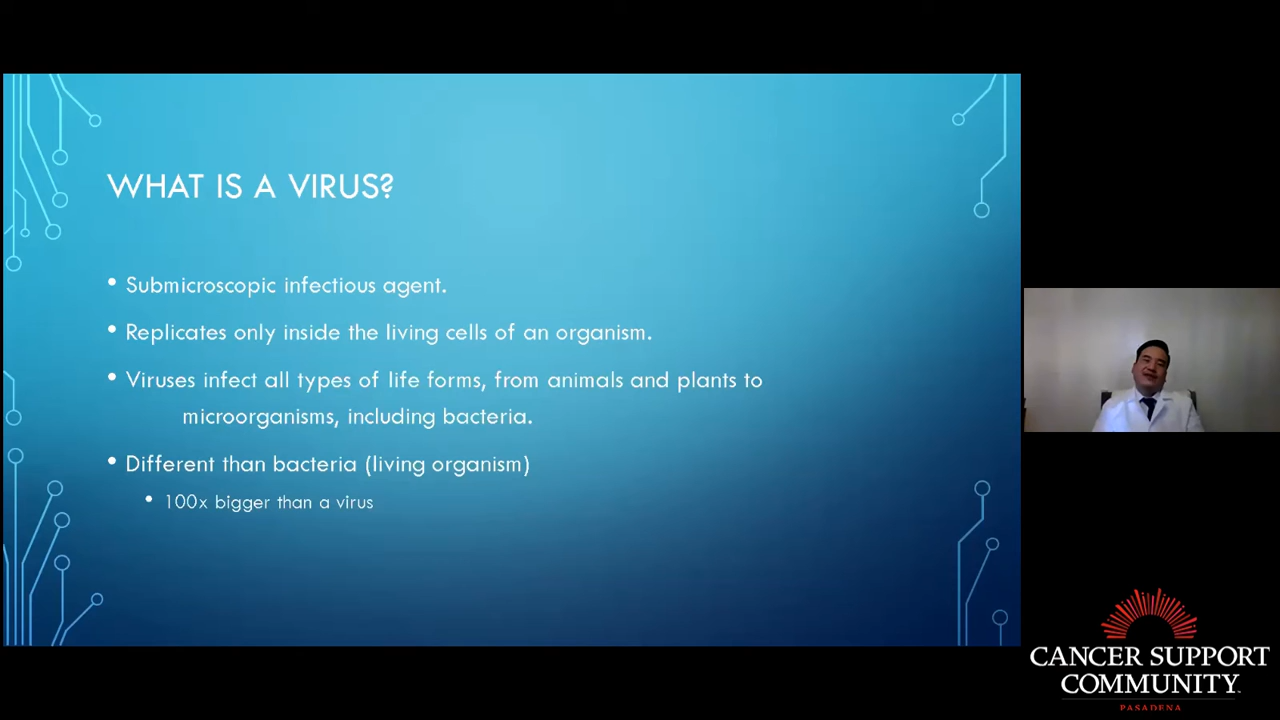 WHAT IS A VIRUS?
• Submicroscopic infectious agent.
• Replicates only inside the living cells of an organism.
• Viruses infect all types of life forms, from animals and plants to
microorganisms, including bacteria.
• Different than bacteria (living organism)
• 100x bigger than a virus
CANCER SUPPORT
COMMUNITY
PASADENA